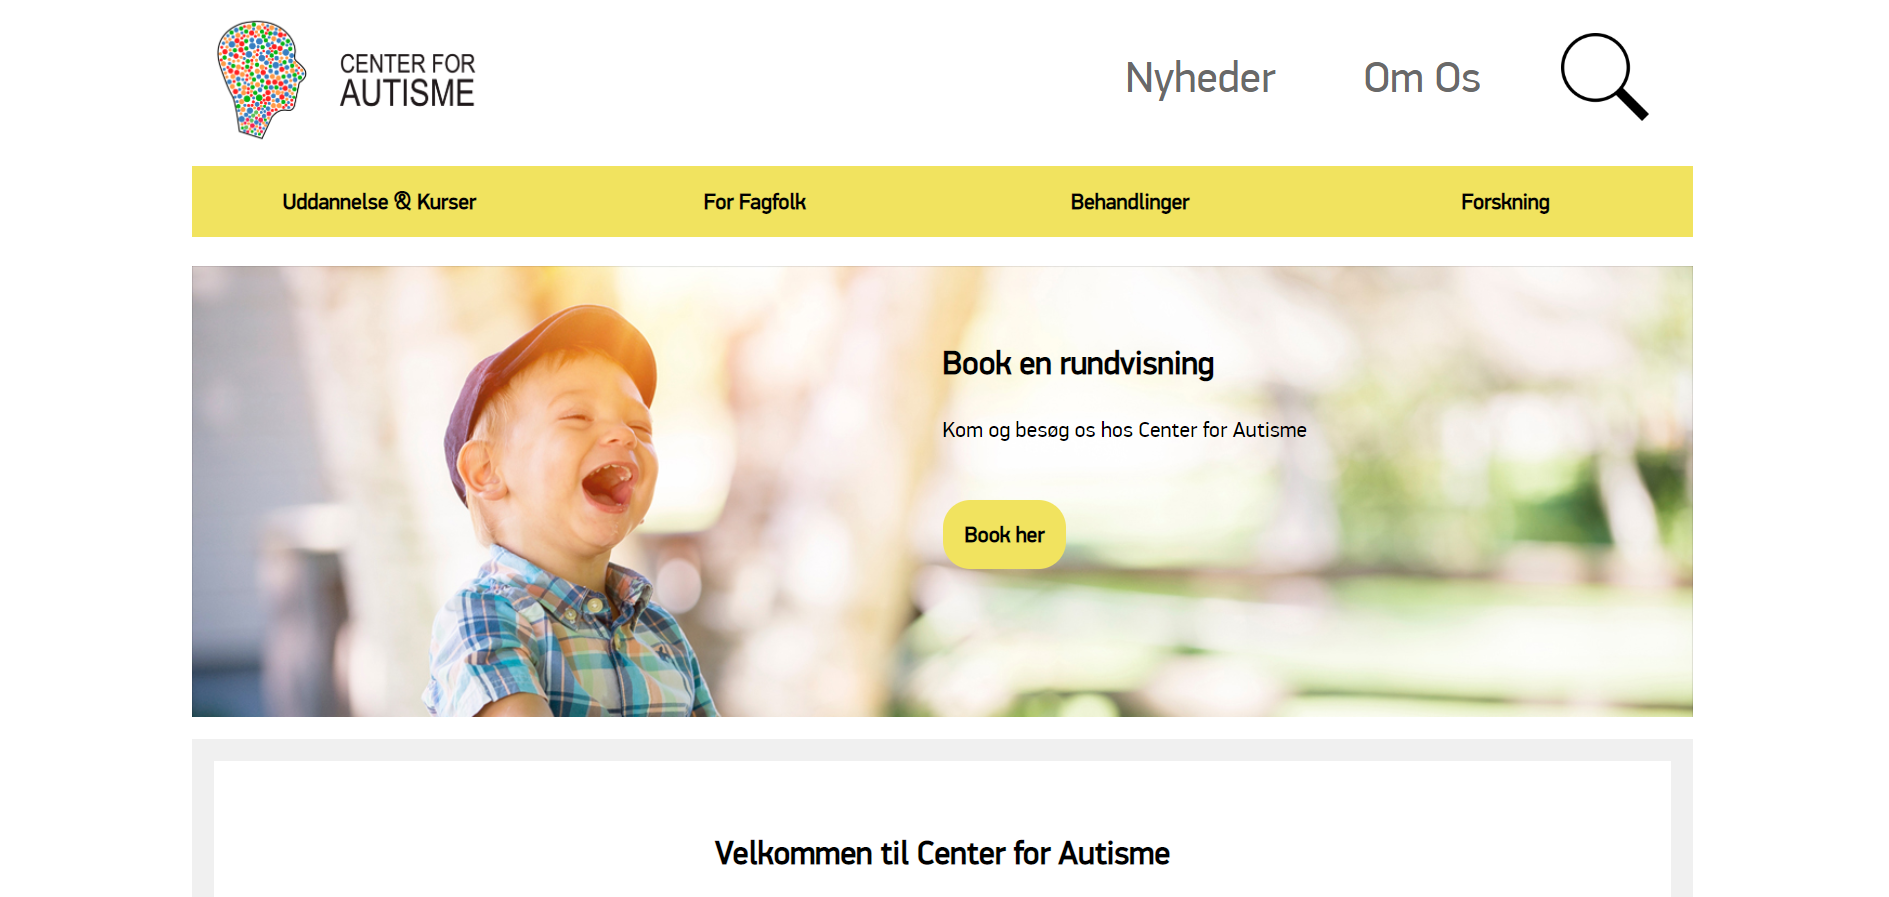 CENTER FOR
AUTISME
Nyheder
Om Os
Uddannelse & Kurser
For Fagfolk
Behandlinger
Forskning
Book en rundvisning
Kom og besøg os hos Center for Autisme
Book her
Velkommen til Center for Autisme